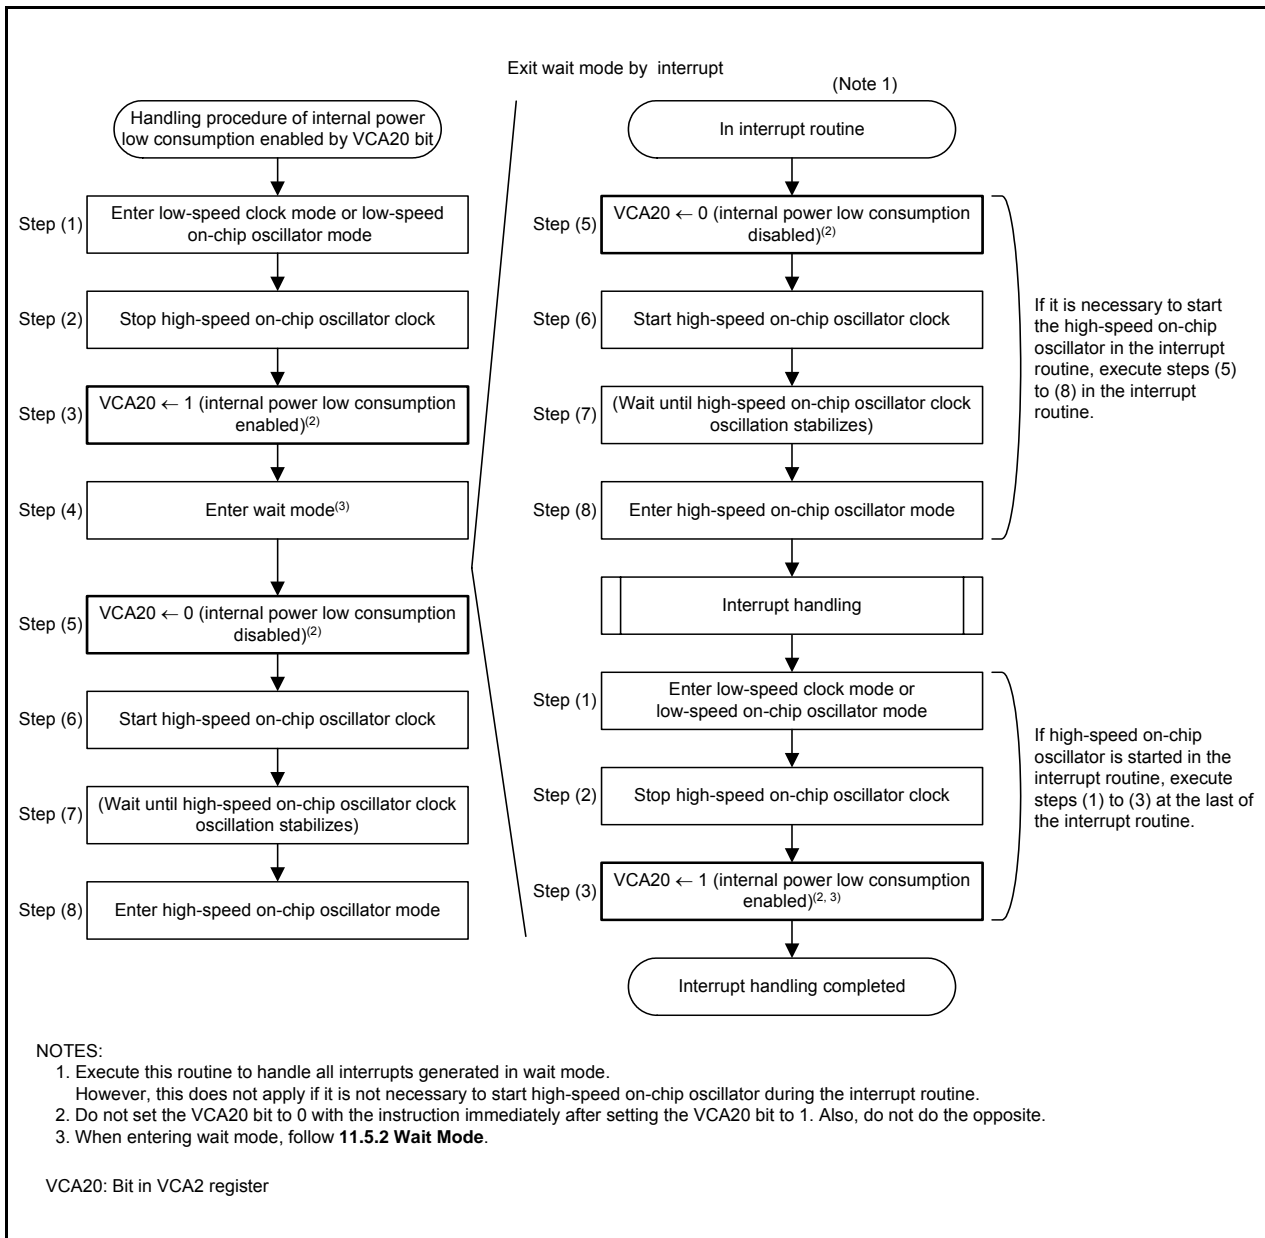 Exit wait mode by interrupt
(Note 1)
Handling procedure of internal power
low consumption enabled by VCA20 bit
Step (1)
Enter low-speed clock mode or low-speed
on-chip oscillator mode
Step (2)
Stop high-speed on-chip oscillator clock
Step (3)
VCA20 ← 1 (internal power low consumption
enabled)(2)
Step (4)
Enter wait mode(3)
Step (5)
VCA20 ← 0 (internal power low consumption
disabled)(2)
Step (6)
Start high-speed on-chip oscillator clock
Step (7)
(Wait until high-speed on-chip oscillator clock
oscillation stabilizes)
Step (8)
Enter high-speed on-chip oscillator mode
In interrupt routine
Step (5)
VCA20 ← 0 (internal power low consumption
disabled)(2)
Step (6)
Start high-speed on-chip oscillator clock
Step (7)
(Wait until high-speed on-chip oscillator clock
oscillation stabilizes)
Step (8)
Enter high-speed on-chip oscillator mode
If it is necessary to start
the high-speed on-chip
oscillator in the interrupt
routine, execute steps (5)
to (8) in the interrupt
routine.
Interrupt handling
Step (1)
Enter low-speed clock mode or
low-speed on-chip oscillator mode
Step (2)
Stop high-speed on-chip oscillator clock
Step (3)
VCA20 ← 1 (internal power low consumption
enabled)(2, 3)
If high-speed on-chip
oscillator is started in the
interrupt routine, execute
steps (1) to (3) at the last of
the interrupt routine.
Interrupt handling completed
NOTES:
1. Execute this routine to handle all interrupts generated in wait mode.
However, this does not apply if it is not necessary to start high-speed on-chip oscillator during the interrupt routine.
2. Do not set the VCA20 bit to 0 with the instruction immediately after setting the VCA20 bit to 1. Also, do not do the opposite.
3. When entering wait mode, follow 11.5.2 Wait Mode.
VCA20: Bit in VCA2 register